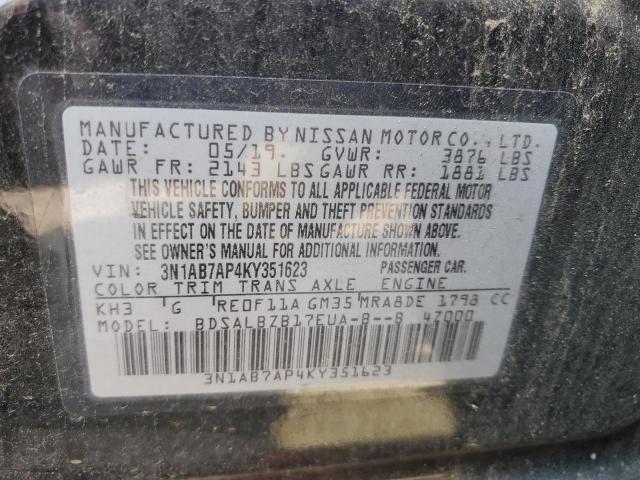 MANUFACTURED BY NISSAN MOTOR CO., LTD.
DATE: 05/19. GVWR: 3876 LBS
GAWR FR: 2143 LBS GAWR RR: 1881 LBS
THIS VEHICLE CONFORMS TO ALL APPLICABLE FEDERAL MOTOR
VEHICLE SAFETY, BUMPER AND THEFT PREVENTION STANDARDS
IN EFFECT ON THE DATE OF MANUFACTURE SHOWN ABOVE.
SEE OWNER'S MANUAL FOR ADDITIONAL INFORMATION.
VIN: 3N1AB7AP4KY351623 PASSENGER CAR.
COLOR TRIM TRANS AXLE ENGINE
KH3 G RE0F11A GM35 MRA8DE 1798 CC
MODEL: BDSALBZB17EUA-B--B 4Z000
3N1AB7AP4KY351623